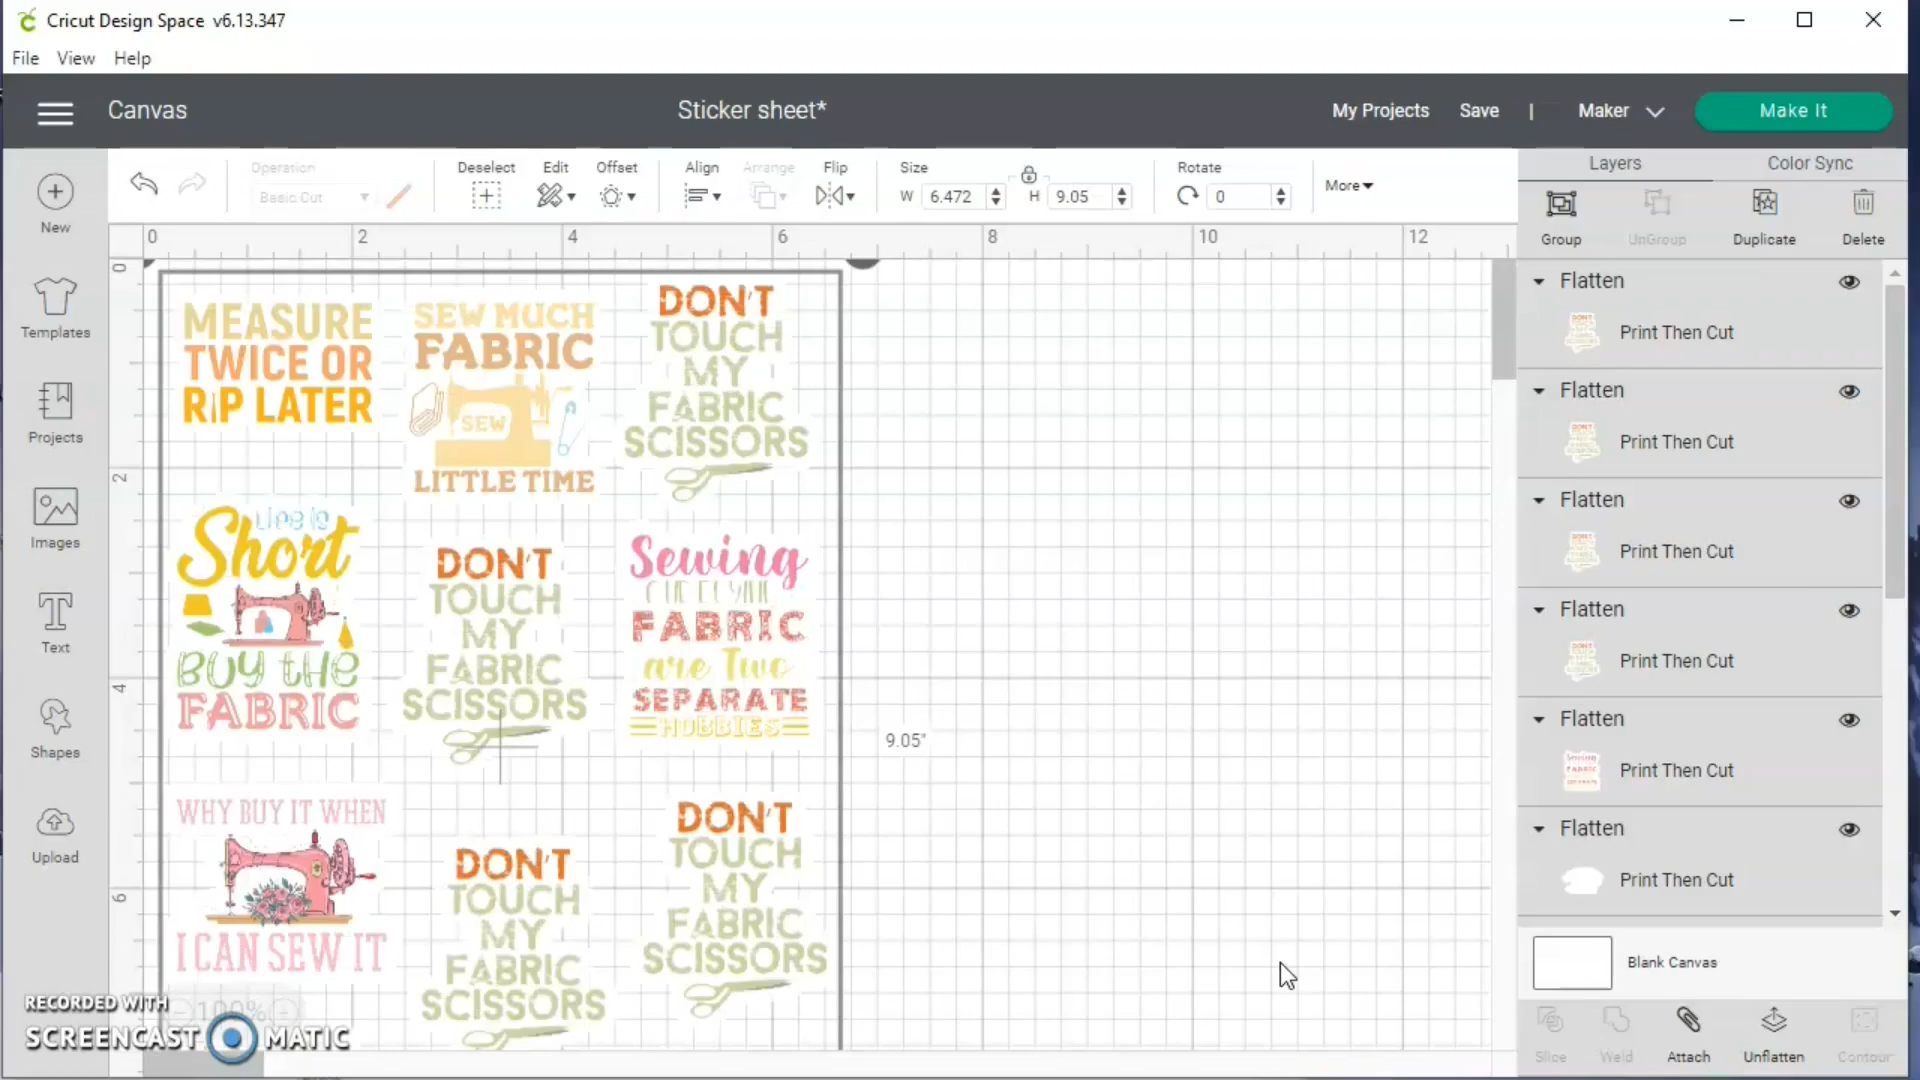 Cricut Design Space v6.13.347
File View Help
Canvas
Sticker sheet*
My Projects Save | Maker Make It
Operation
Basic Cut
Deselect Edit Offset
Align Arrange Flip
Size
W 6.472 H 9.05
Rotate
0
More
Layers Color Sync
Group UnGroup Duplicate Delete
New
Templates
Projects
Images
Text
Shapes
Upload
0 2 4 6 8 10 12
0
2
4
6
MEASURE
TWICE OR
RIP LATER
SEW MUCH
FABRIC
SEW
LITTLE TIME
DON'T
TOUCH
MY
FABRIC
SCISSORS
Life is
Short
BUY tHE
FABRIC
DON'T
TOUCH
MY
FABRIC
SCISSORS
Sewing
FABRIC
are Two
SEPARATE
HOBBIES
9.05"
WHY BUY IT WHEN
I CAN SEW IT
DON'T
TOUCH
MY
FABRIC
SCISSORS
DON'T
TOUCH
MY
FABRIC
SCISSORS
100%
RECORDED WITH
SCREENCAST MATIC
Flatten
Print Then Cut
Flatten
Print Then Cut
Flatten
Print Then Cut
Flatten
Print Then Cut
Flatten
Print Then Cut
Flatten
Print Then Cut
Blank Canvas
Slice Weld Attach Unflatten Contour